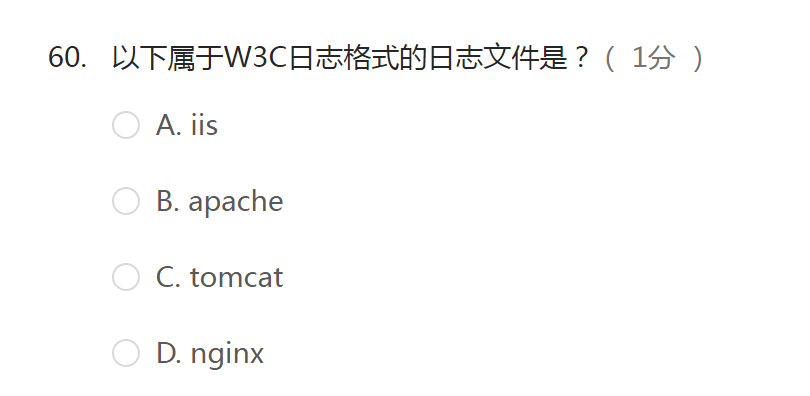 60. 以下属于W3C日志格式的日志文件是？（ 1分 ）
A. iis
B. apache
C. tomcat
D. nginx